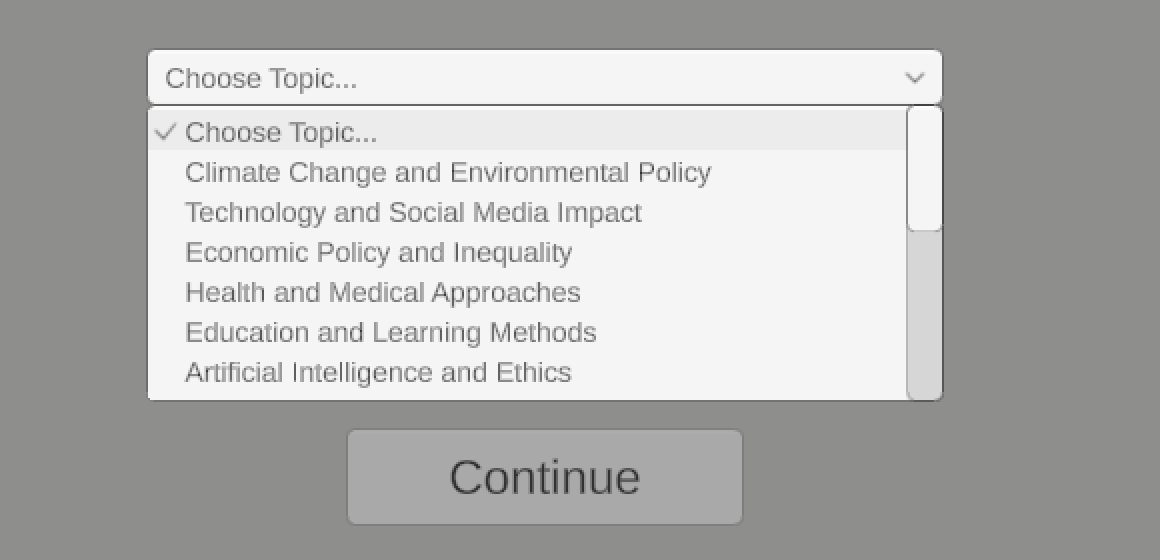 Choose Topic...
Choose Topic...
Climate Change and Environmental Policy
Technology and Social Media Impact
Economic Policy and Inequality
Health and Medical Approaches
Education and Learning Methods
Artificial Intelligence and Ethics
Continue